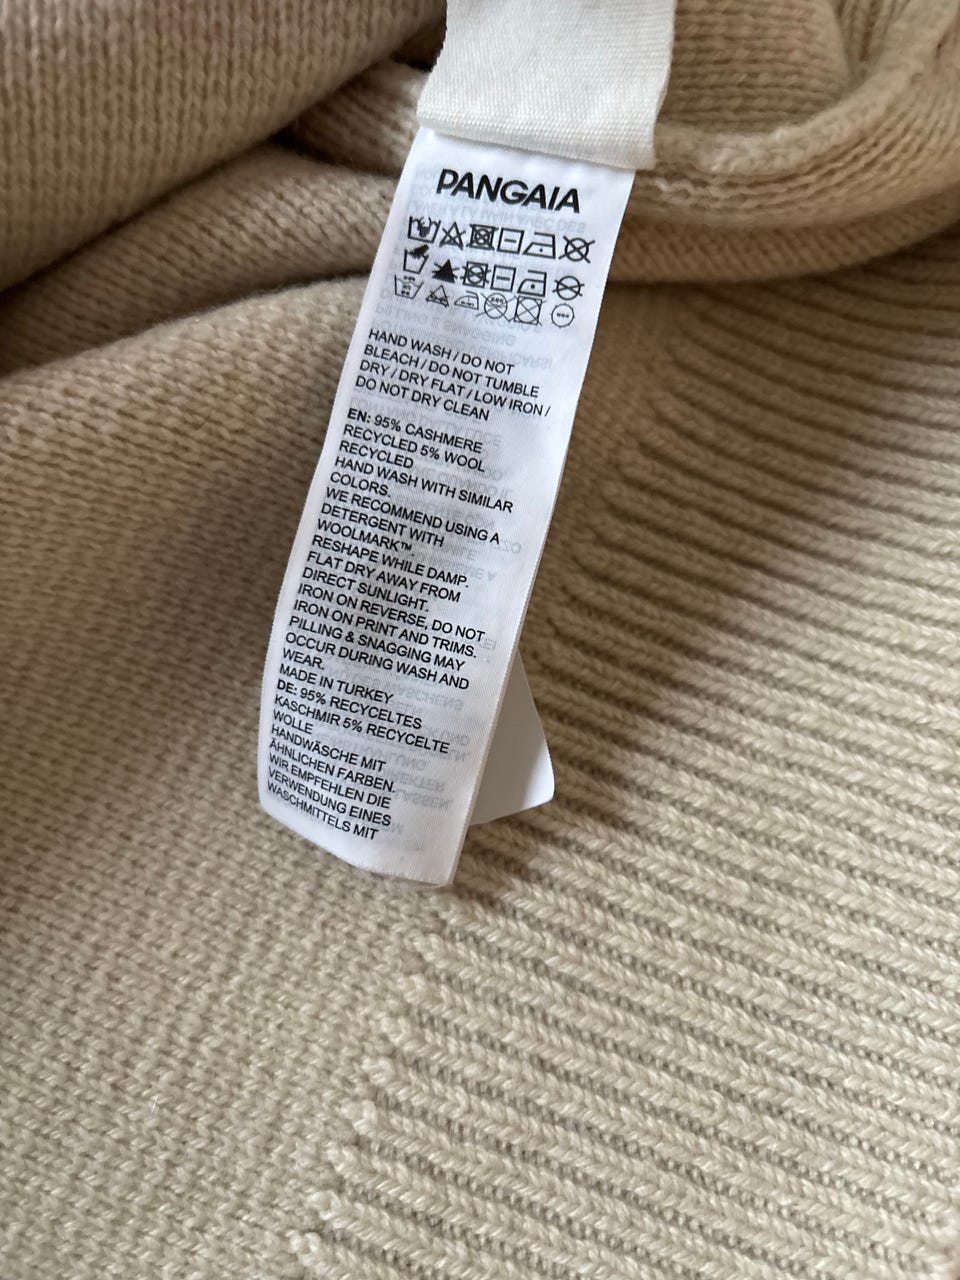 PANGAIA
HAND WASH / DO NOT
BLEACH / DO NOT TUMBLE
DRY / DRY FLAT / LOW IRON /
DO NOT DRY CLEAN
EN: 95% CASHMERE
RECYCLED 5% WOOL
RECYCLED
HAND WASH WITH SIMILAR
COLORS.
WE RECOMMEND USING A
DETERGENT WITH
WOOLMARK™.
RESHAPE WHILE DAMP.
FLAT DRY AWAY FROM
DIRECT SUNLIGHT.
IRON ON REVERSE, DO NOT
IRON ON PRINT AND TRIMS.
PILLING & SNAGGING MAY
OCCUR DURING WASH AND
WEAR.
MADE IN TURKEY
DE: 95% RECYCELTES
KASCHMIR 5% RECYCELTE
WOLLE
HANDWÄSCHE MIT
ÄHNLICHEN FARBEN.
WIR EMPFEHLEN DIE
VERWENDUNG EINES
WASCHMITTELS MIT